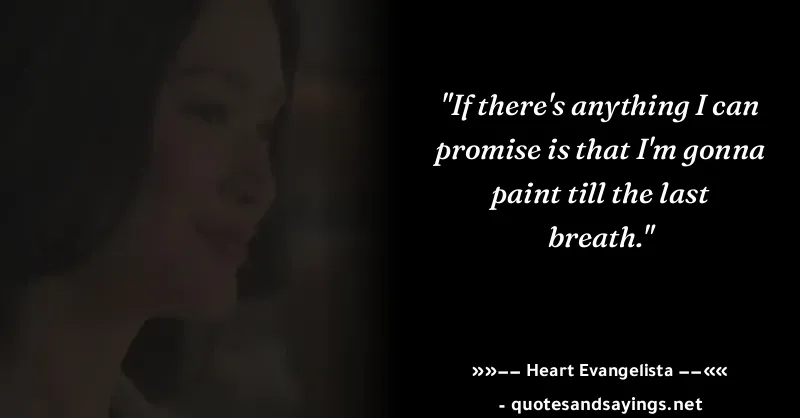 "If there's anything I can
promise is that I'm gonna
paint till the last
breath."
»»−− Heart Evangelista −−««
- quotesandsayings.net